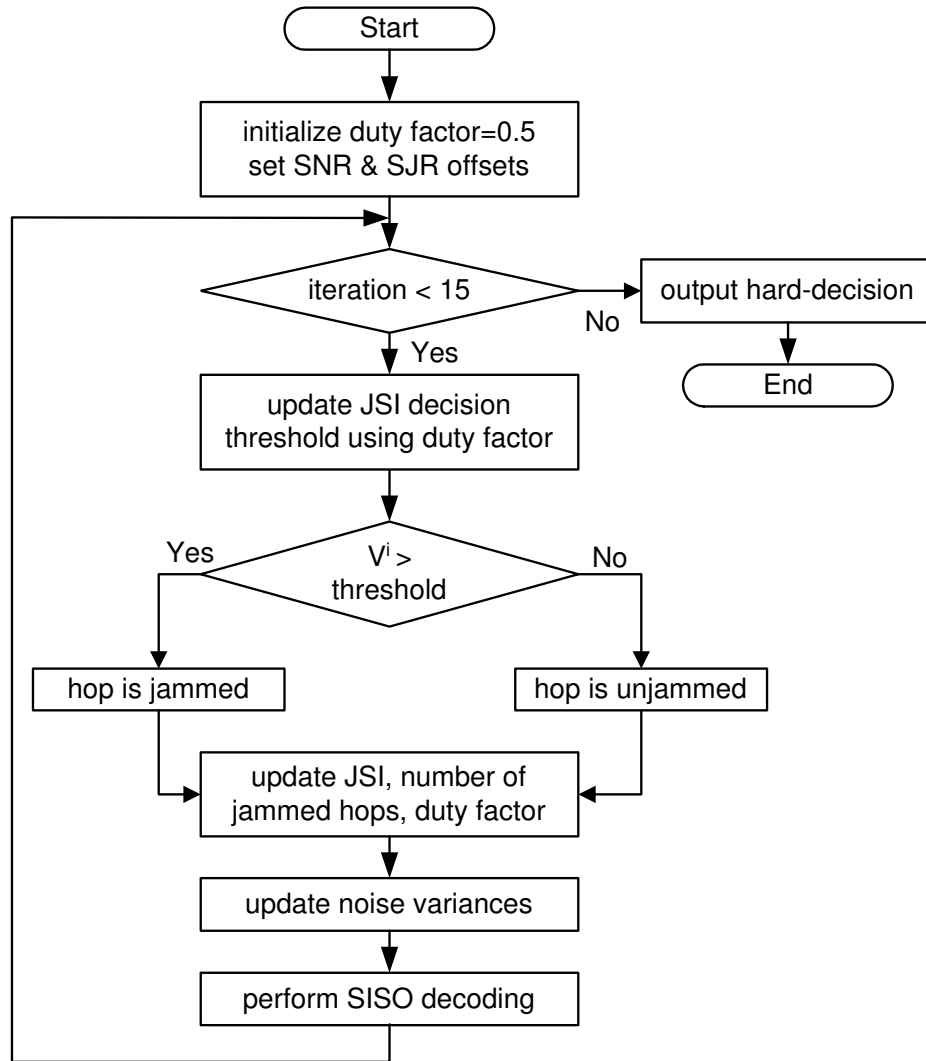 Start
initialize duty factor=0.5
set SNR & SJR offsets
iteration < 15
No
output hard-decision
End
Yes
update JSI decision
threshold using duty factor
Vⁱ >
threshold
Yes
No
hop is jammed
hop is unjammed
update JSI, number of
jammed hops, duty factor
update noise variances
perform SISO decoding